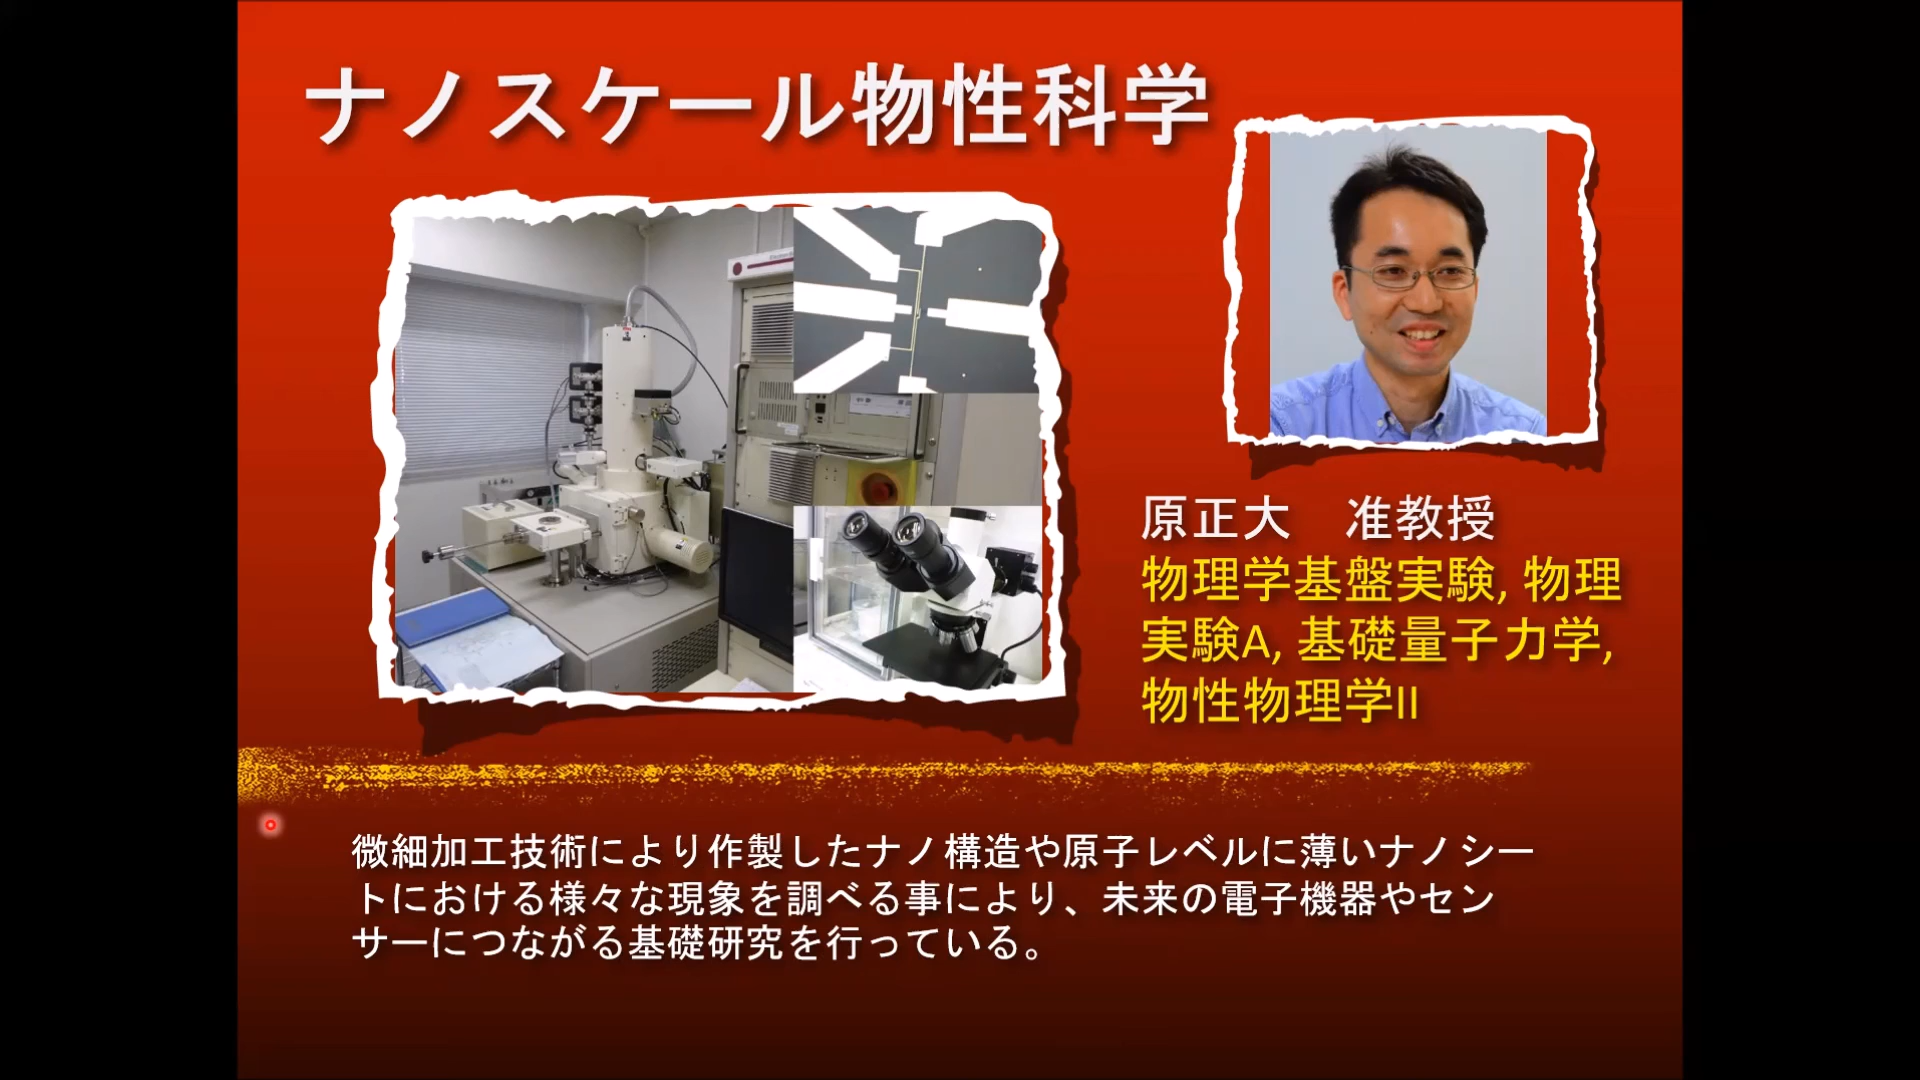 ナノスケール物性科学
原正大　准教授
物理学基盤実験, 物理
実験A, 基礎量子力学,
物性物理学II
微細加工技術により作製したナノ構造や原子レベルに薄いナノシー
トにおける様々な現象を調べる事により、未来の電子機器やセン
サーにつながる基礎研究を行っている。